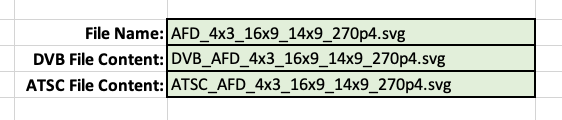 File Name: AFD_4x3_16x9_14x9_270p4.svg
DVB File Content: DVB_AFD_4x3_16x9_14x9_270p4.svg
ATSC File Content: ATSC_AFD_4x3_16x9_14x9_270p4.svg